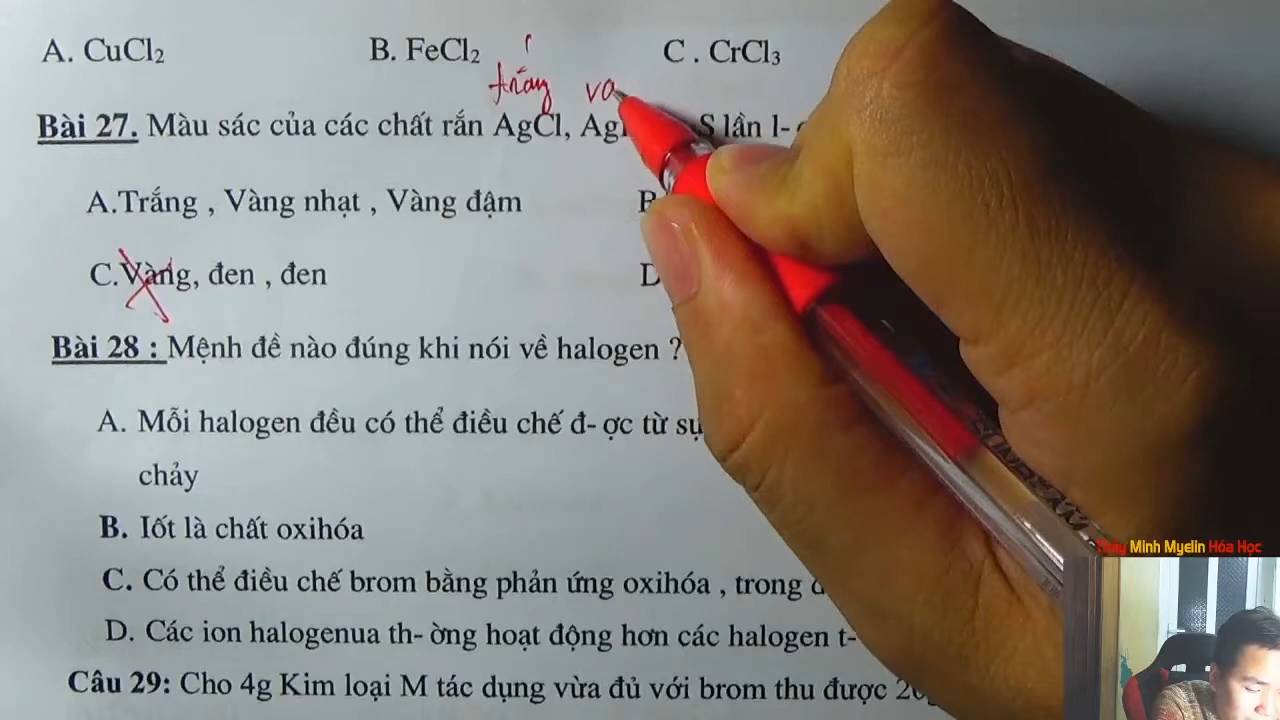 A. CuCl₂ B. FeCl₂ C . CrCl₃
trắng
Bài 27. Màu sác của các chất rắn AgCl, Ag S lần l-
A.Trắng , Vàng nhạt , Vàng đậm
C.Vàng, đen , đen
Bài 28 : Mệnh đề nào đúng khi nói về halogen ?
A. Mỗi halogen đều có thể điều chế đ- ợc từ sự
chảy
B. Iốt là chất oxihóa
C. Có thể điều chế brom bằng phản ứng oxihóa , trong
D. Các ion halogenua th- ờng hoạt động hơn các halogen t-
Câu 29: Cho 4g Kim loại M tác dụng vừa đủ với brom thu được
Thay Minh Myelin Hóa Học